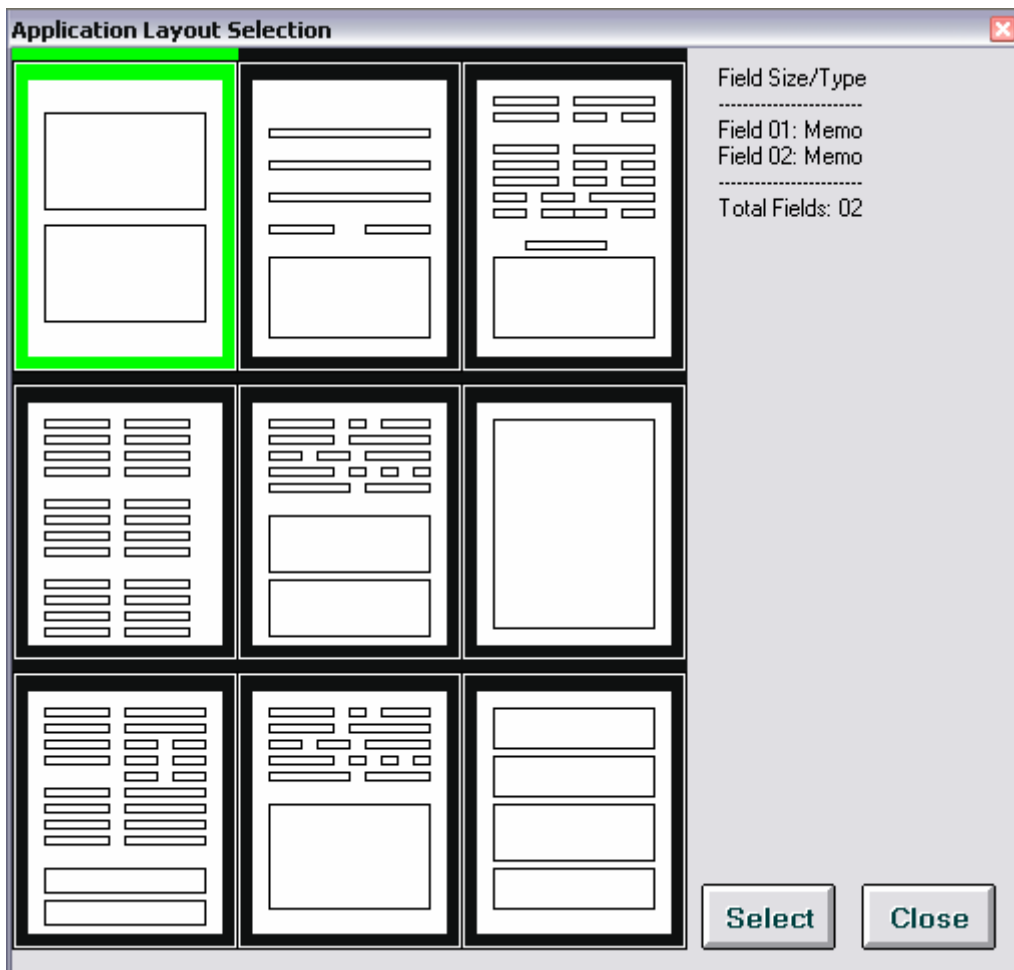 Application Layout Selection
Field Size/Type
------------------------
Field 01: Memo
Field 02: Memo
------------------------
Total Fields: 02
Select
Close